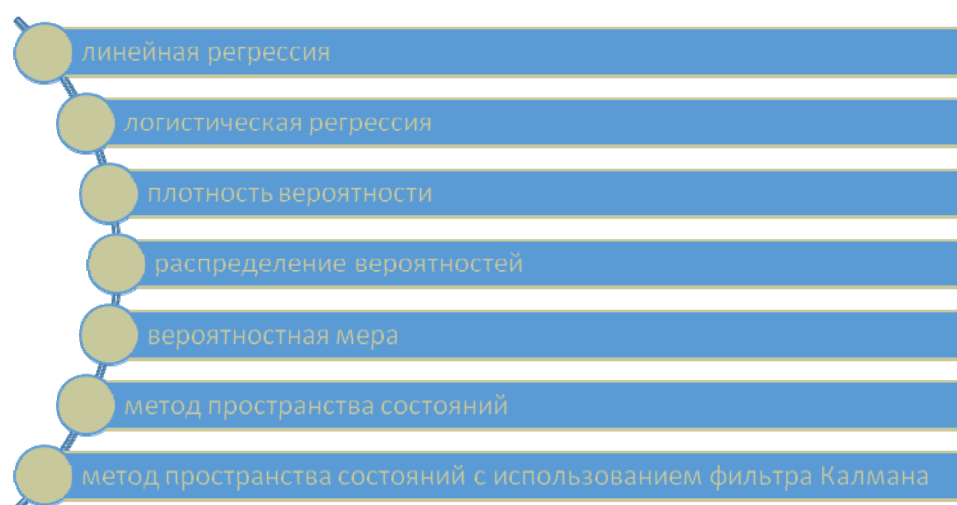 линейная регрессия
логистическая регрессия
плотность вероятности
распределение вероятностей
вероятностная мера
метод пространства состояний
метод пространства состояний с использованием фильтра Калмана